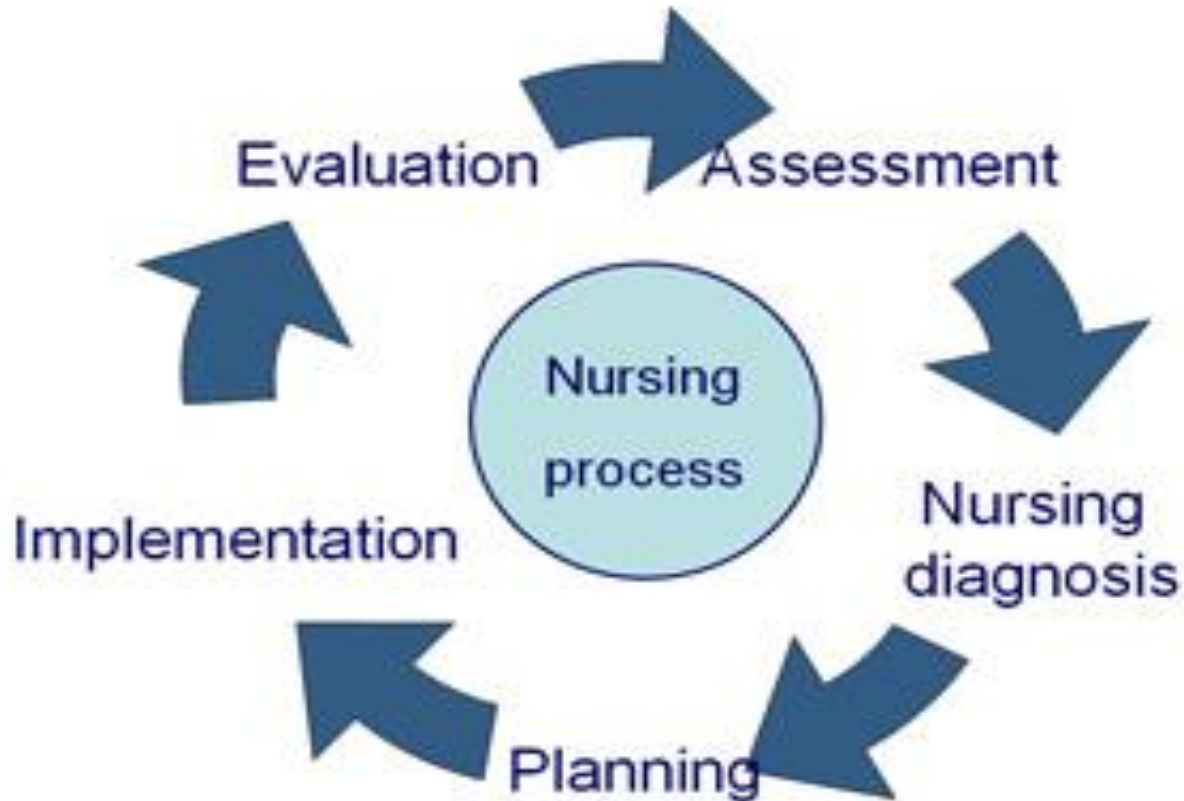 Evaluation
Assessment
Nursing
process
Nursing
diagnosis
Implementation
Planning